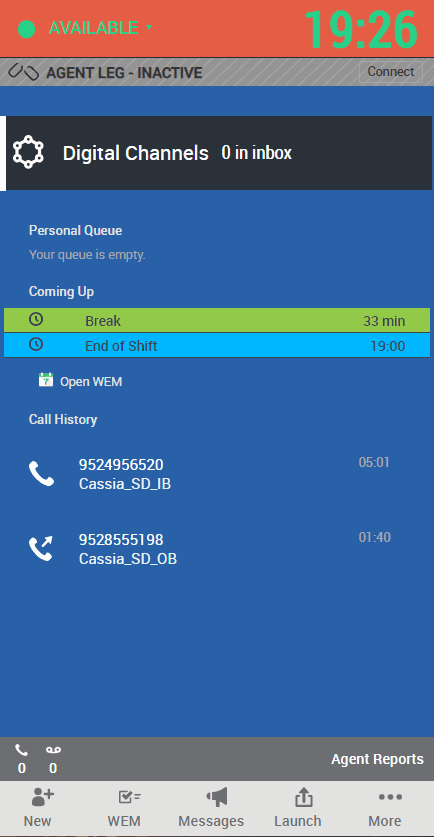 AVAILABLE
19:26
AGENT LEG - INACTIVE
Connect
Digital Channels 0 in inbox
Personal Queue
Your queue is empty.
Coming Up
Break 33 min
End of Shift 19:00
7 Open WEM
Call History
9524956520 05:01
Cassia_SD_IB
9528555198 01:40
Cassia_SD_OB
0 0
Agent Reports
New WEM Messages Launch More